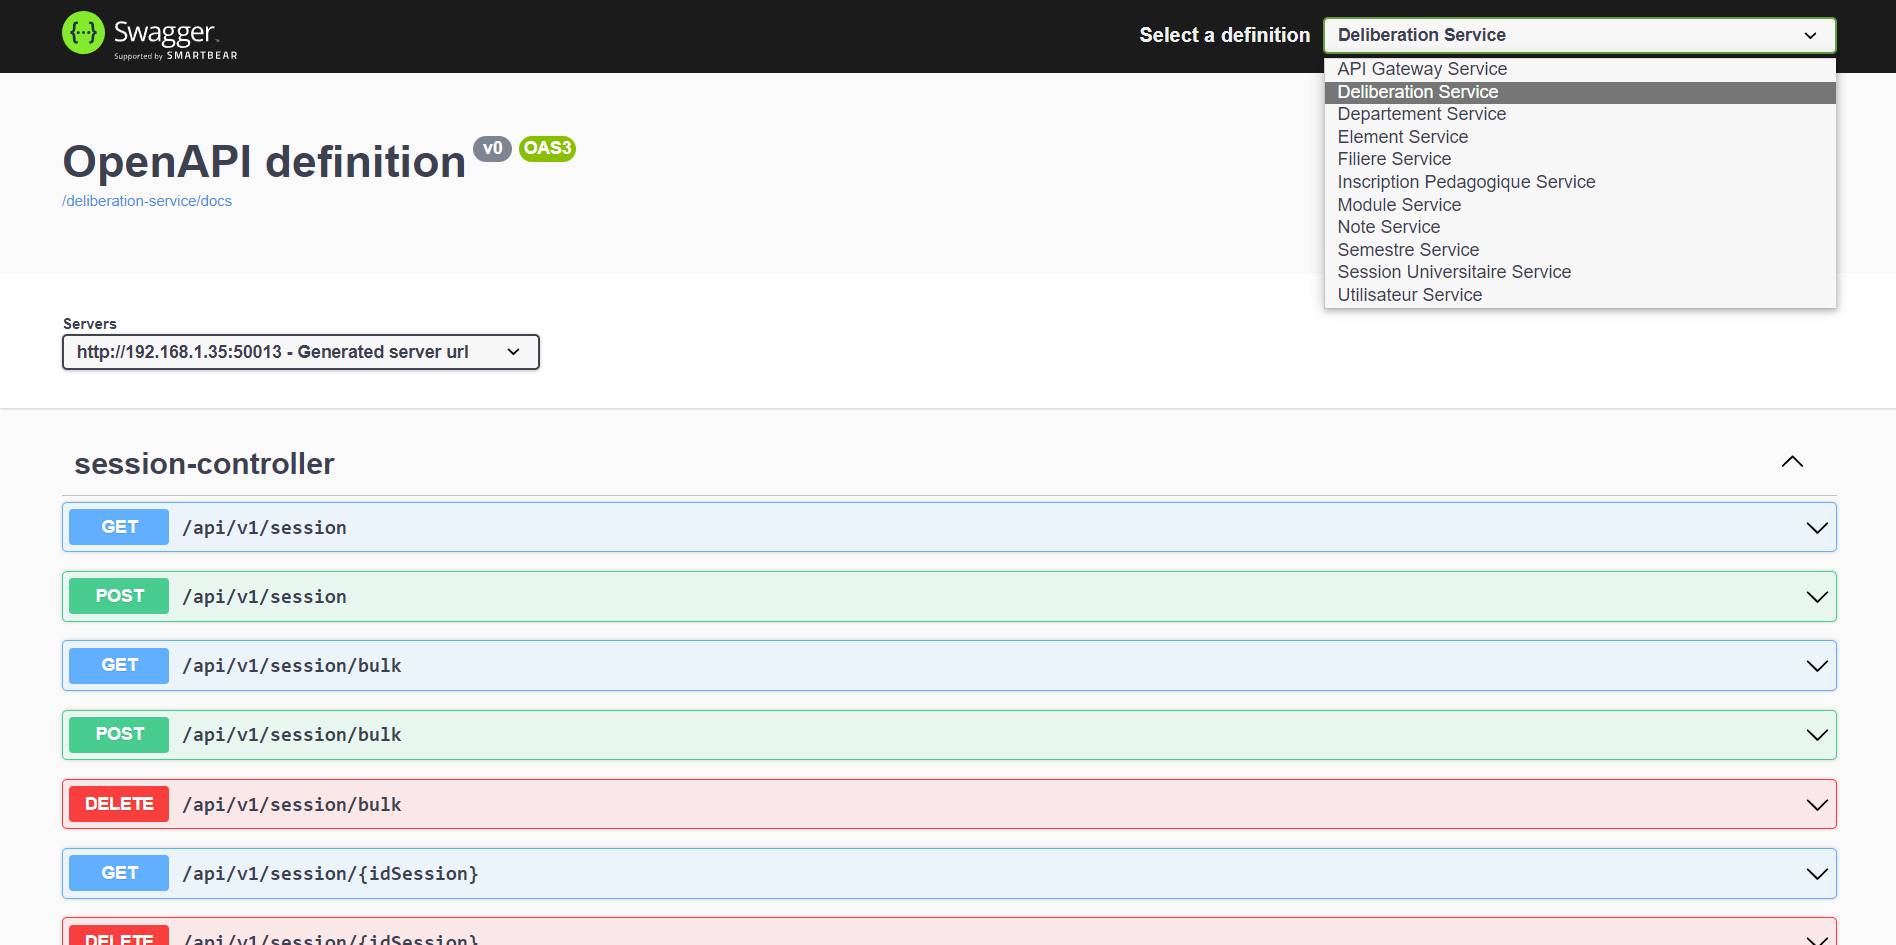 {···} Swagger™
Supported by SMARTBEAR
Select a definition
Deliberation Service
API Gateway Service
Deliberation Service
Departement Service
Element Service
Filiere Service
Inscription Pedagogique Service
Module Service
Note Service
Semestre Service
Session Universitaire Service
Utilisateur Service
OpenAPI definition v0 OAS3
/deliberation-service/docs
Servers
http://192.168.1.35:50013 - Generated server url
session-controller
GET /api/v1/session
POST /api/v1/session
GET /api/v1/session/bulk
POST /api/v1/session/bulk
DELETE /api/v1/session/bulk
GET /api/v1/session/{idSession}
DELETE /api/v1/session/{idSession}